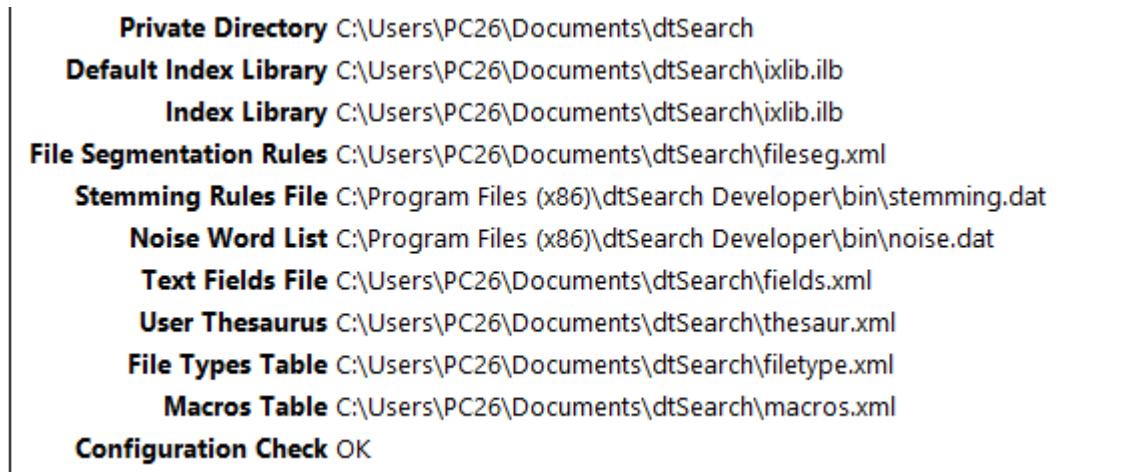 Private Directory C:\Users\PC26\Documents\dtSearch
Default Index Library C:\Users\PC26\Documents\dtSearch\ixlib.ilb
Index Library C:\Users\PC26\Documents\dtSearch\ixlib.ilb
File Segmentation Rules C:\Users\PC26\Documents\dtSearch\fileseg.xml
Stemming Rules File C:\Program Files (x86)\dtSearch Developer\bin\stemming.dat
Noise Word List C:\Program Files (x86)\dtSearch Developer\bin\noise.dat
Text Fields File C:\Users\PC26\Documents\dtSearch\fields.xml
User Thesaurus C:\Users\PC26\Documents\dtSearch\thesaur.xml
File Types Table C:\Users\PC26\Documents\dtSearch\filetype.xml
Macros Table C:\Users\PC26\Documents\dtSearch\macros.xml
Configuration Check OK